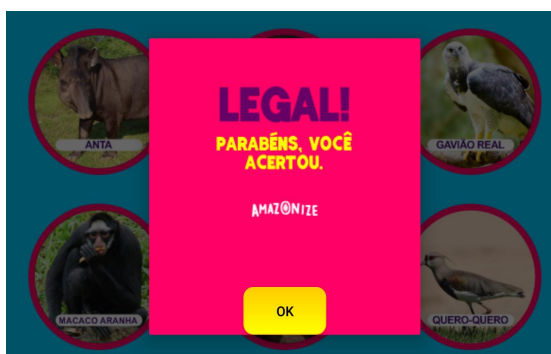 LEGAL!
PARABÉNS, VOCÊ
ACERTOU.
AMAZONIZE
OK
ANTA
GAVIÃO REAL
MACACO ARANHA
QUERO-QUERO